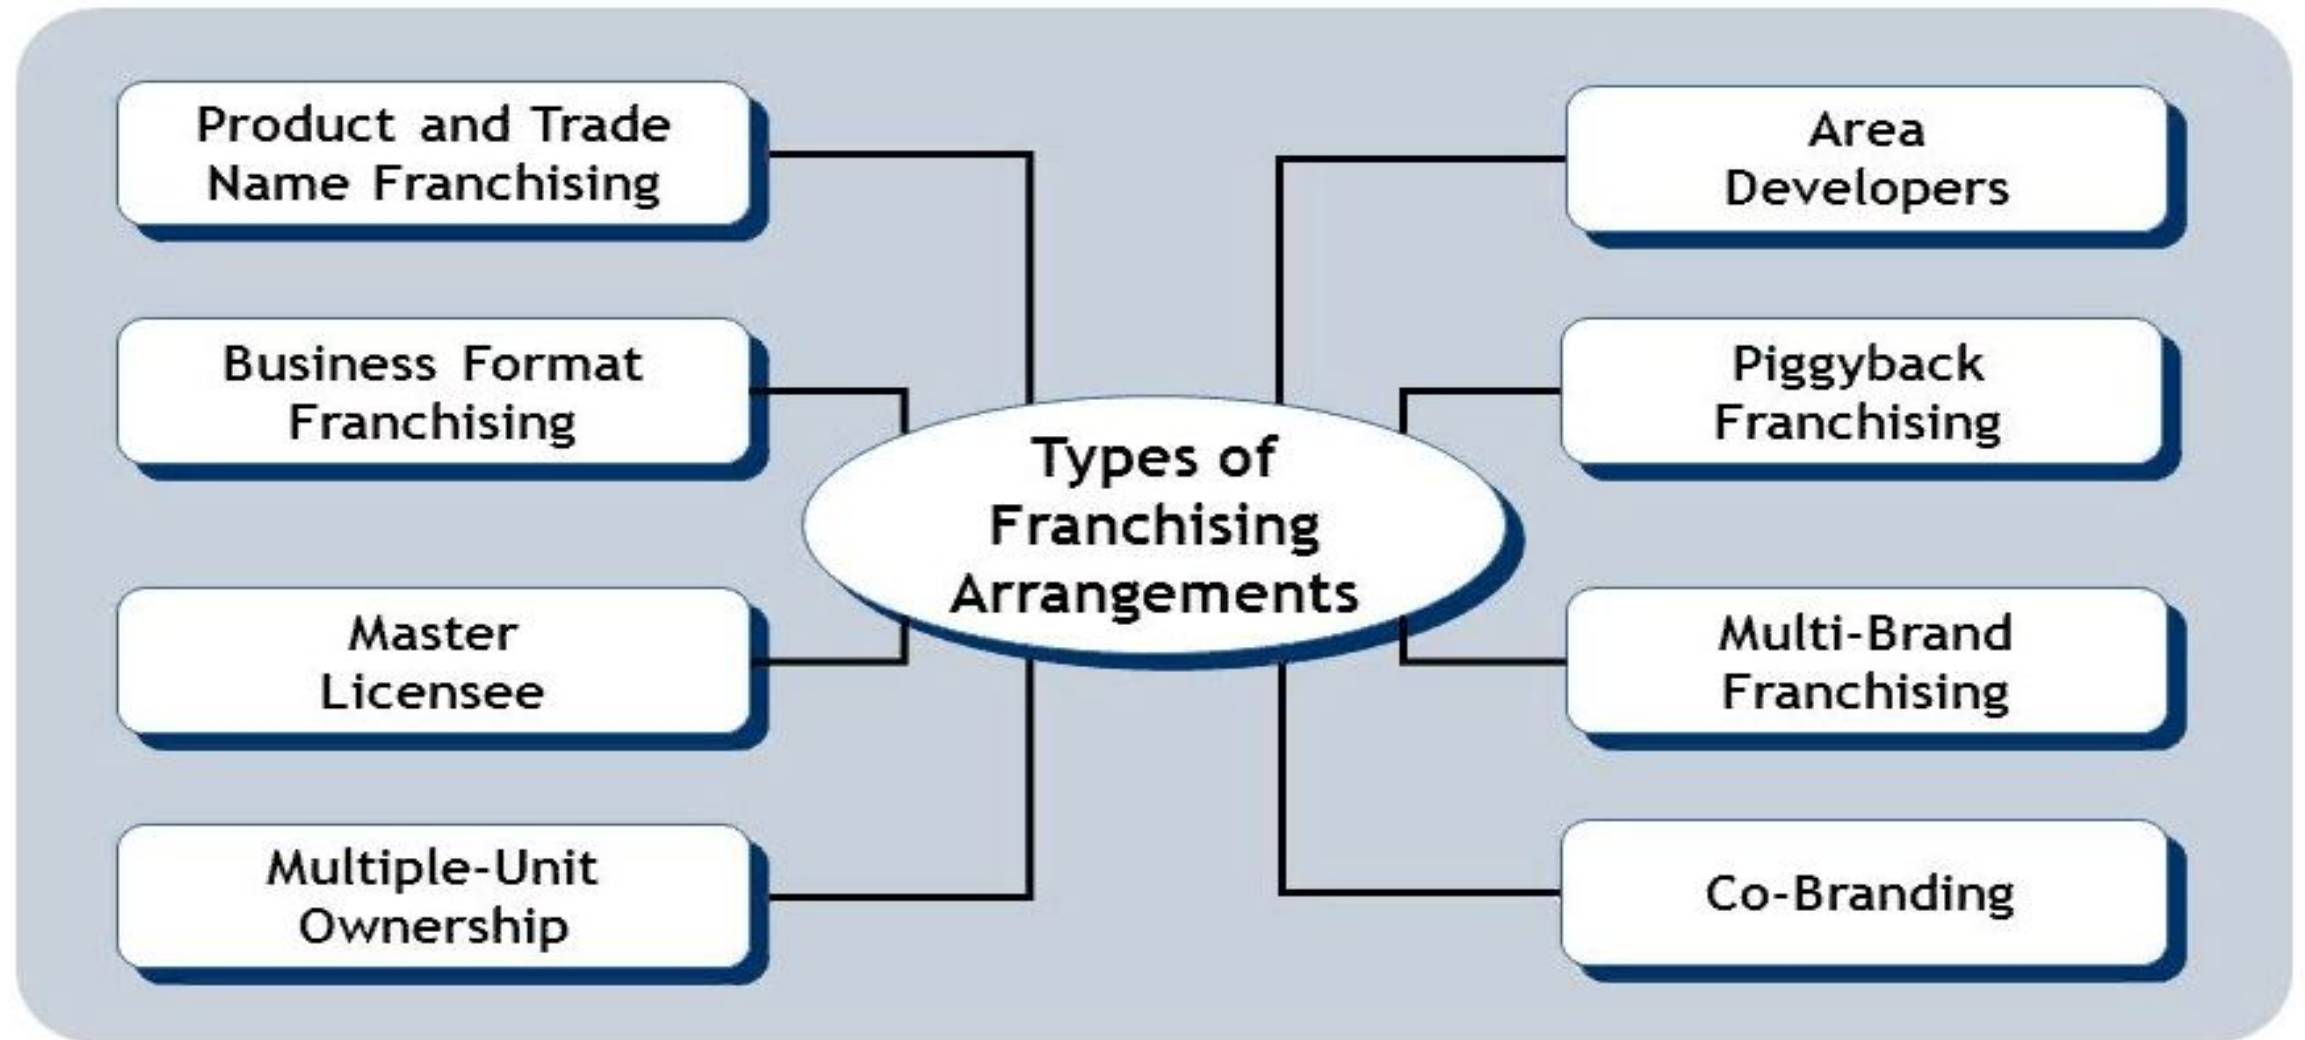 Product and Trade
Name Franchising
Business Format
Franchising
Master
Licensee
Multiple-Unit
Ownership
Types of
Franchising
Arrangements
Area
Developers
Piggyback
Franchising
Multi-Brand
Franchising
Co-Branding